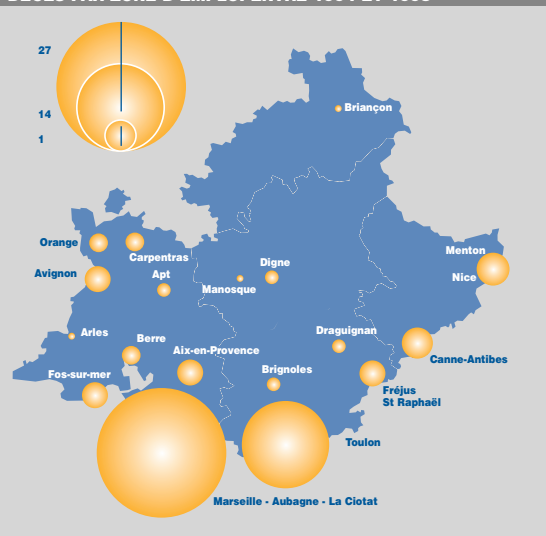 27
14
1
Briançon
Orange
Carpentras
Avignon
Apt
Digne
Manosque
Menton
Nice
Arles
Berre
Draguignan
Aix-en-Provence
Canne-Antibes
Fos-sur-mer
Brignoles
Fréjus
St Raphaël
Toulon
Marseille - Aubagne - La Ciotat